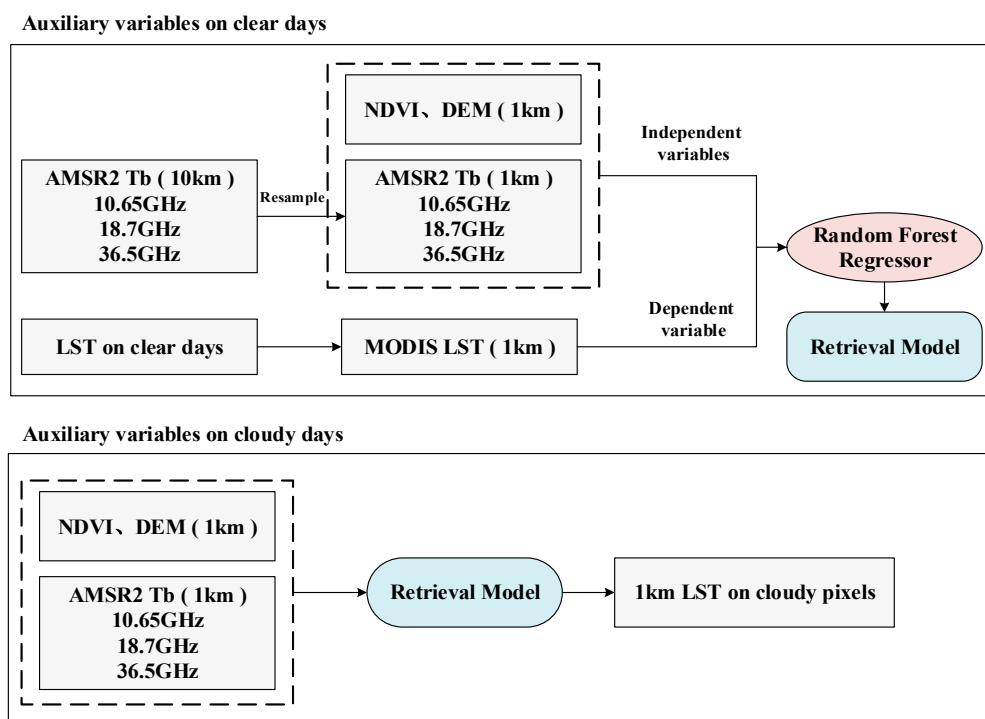 Auxiliary variables on clear days
NDVI、DEM ( 1km )
Independent
variables
AMSR2 Tb ( 10km )
10.65GHz
18.7GHz
36.5GHz
Resample
AMSR2 Tb ( 1km )
10.65GHz
18.7GHz
36.5GHz
Random Forest
Regressor
Dependent
variable
LST on clear days
MODIS LST ( 1km )
Retrieval Model
Auxiliary variables on cloudy days
NDVI、DEM ( 1km )
AMSR2 Tb ( 1km )
10.65GHz
18.7GHz
36.5GHz
Retrieval Model
1km LST on cloudy pixels